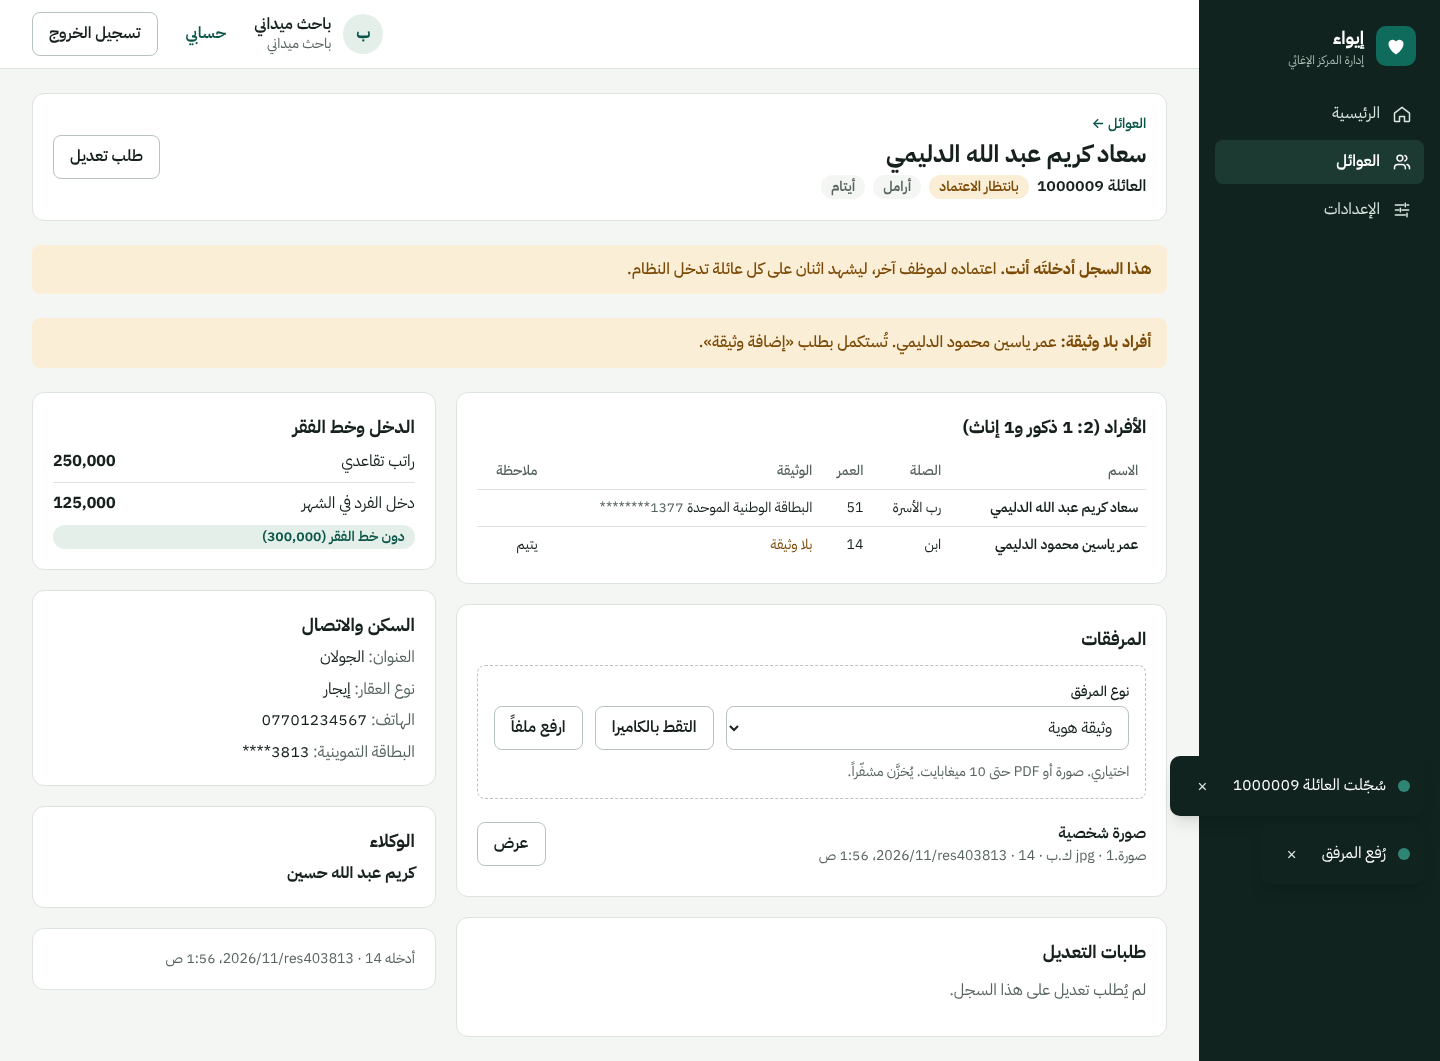 إيواء
إدارة المركز الإغاثي
الرئيسية
العوائل
الإعدادات
ب
باحث ميداني
باحث ميداني
حسابي
تسجيل الخروج
العوائل ←
سعاد كريم عبد الله الدليمي
العائلة 1000009 بانتظار الاعتماد أرامل أيتام
طلب تعديل
هذا السجل أدخلتَه أنت. اعتماده لموظف آخر، ليشهد اثنان على كل عائلة تدخل النظام.
أفراد بلا وثيقة: عمر ياسين محمود الدليمي. تُستكمل بطلب «إضافة وثيقة».
الأفراد (2: 1 ذكور و1 إناث)
الاسم الصلة العمر الوثيقة ملاحظة
سعاد كريم عبد الله الدليمي رب الأسرة 51 البطاقة الوطنية الموحدة ********1377
عمر ياسين محمود الدليمي ابن 14 بلا وثيقة يتيم
المرفقات
نوع المرفق
وثيقة هوية
التقط بالكاميرا
ارفع ملفاً
اختياري. صورة أو PDF حتى 10 ميغابايت. يُخزَّن مشفّراً.
صورة شخصية
صورة.jpg · 1 ك.ب · res403813 · 14/11/2026، 1:56 ص
عرض
طلبات التعديل
لم يُطلب تعديل على هذا السجل.
الدخل وخط الفقر
راتب تقاعدي 250,000
دخل الفرد في الشهر 125,000
دون خط الفقر (300,000)
السكن والاتصال
العنوان: الجولان
نوع العقار: إيجار
الهاتف: 07701234567
البطاقة التموينية: ****3813
الوكلاء
كريم عبد الله حسين
أدخله res403813 · 14/11/2026، 1:56 ص
سُجّلت العائلة 1000009 ×
رُفع المرفق ×